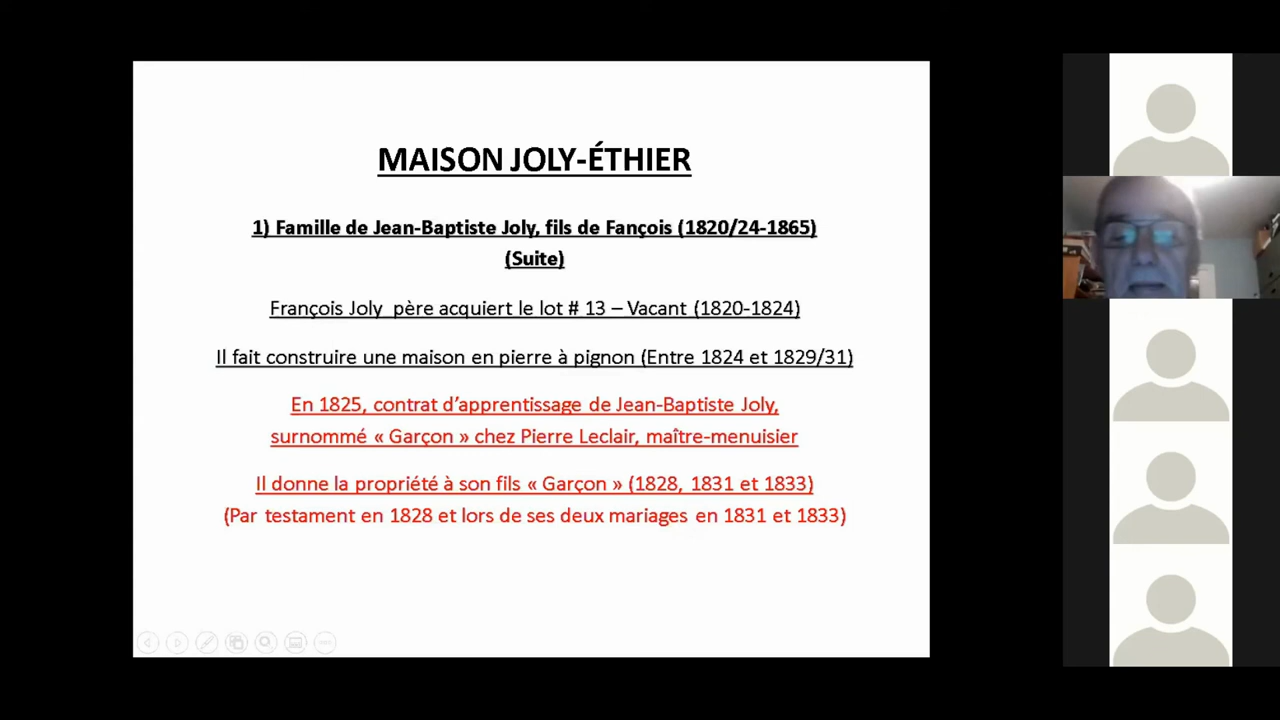 MAISON JOLY-ÉTHIER
1) Famille de Jean-Baptiste Joly, fils de Fançois (1820/24-1865)
(Suite)
François Joly père acquiert le lot # 13 – Vacant (1820-1824)
Il fait construire une maison en pierre à pignon (Entre 1824 et 1829/31)
En 1825, contrat d’apprentissage de Jean-Baptiste Joly,
surnommé « Garçon » chez Pierre Leclair, maître-menuisier
Il donne la propriété à son fils « Garçon » (1828, 1831 et 1833)
(Par testament en 1828 et lors de ses deux mariages en 1831 et 1833)